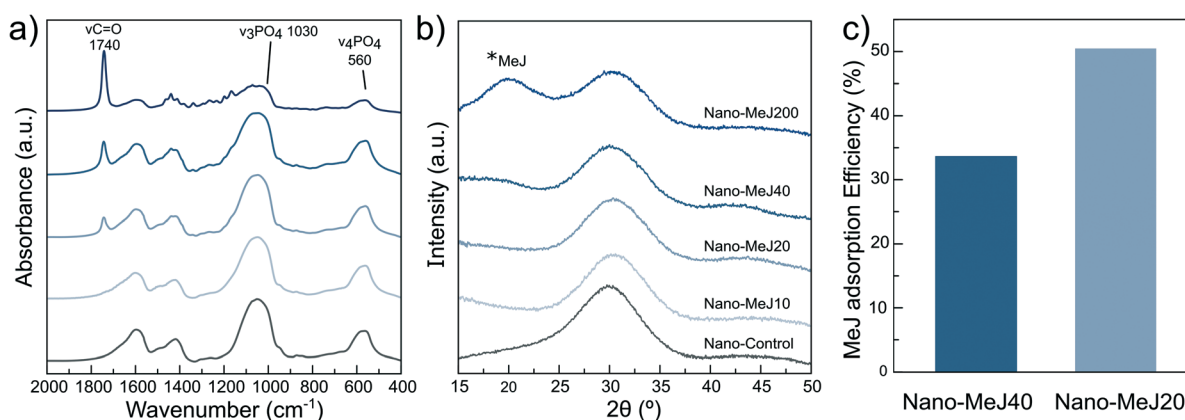 a)
νC=O
1740
ν3PO4 1030
ν4PO4
560
Absorbance (a.u.)
2000 1800 1600 1400 1200 1000 800 600 400
Wavenumber (cm-1)
b)
*MeJ
Nano-MeJ200
Nano-MeJ40
Nano-MeJ20
Nano-MeJ10
Nano-Control
Intensity (a.u.)
15 20 25 30 35 40 45 50
2θ (º)
c)
MeJ adsorption Efficiency (%)
50
40
30
20
10
0
Nano-MeJ40 Nano-MeJ20